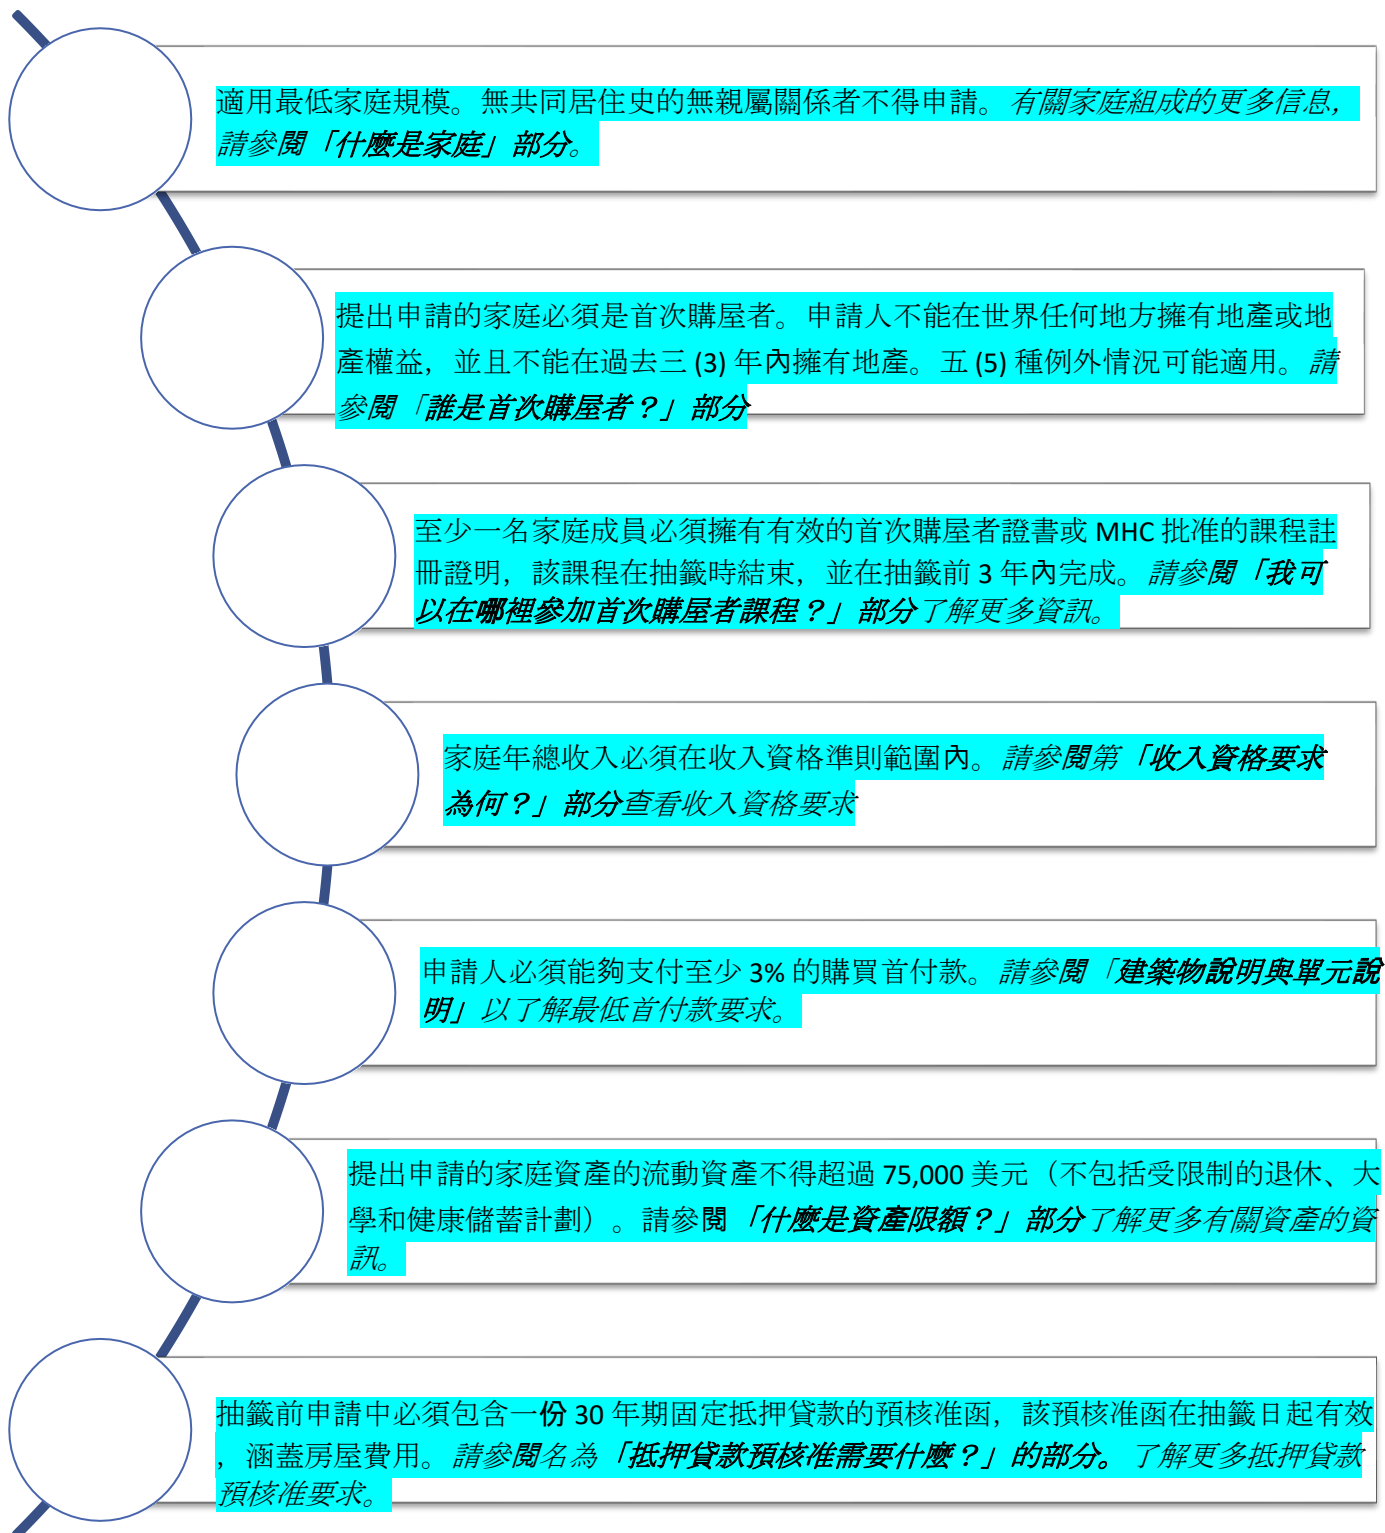 適用最低家庭規模。無共同居住史的無親屬關係者不得申請。有關家庭組成的更多信息，
請參閱「什麼是家庭」部分。
提出申請的家庭必須是首次購屋者。申請人不能在世界任何地方擁有地產或地
產權益，並且不能在過去三 (3) 年內擁有地產。五 (5) 種例外情況可能適用。請
參閱「誰是首次購屋者？」部分
至少一名家庭成員必須擁有有效的首次購屋者證書或 MHC 批准的課程註
冊證明，該課程在抽籤時結束，並在抽籤前 3 年內完成。請參閱「我可
以在哪裡參加首次購屋者課程？」部分了解更多資訊。
家庭年總收入必須在收入資格準則範圍內。請參閱第「收入資格要求
為何？」部分查看收入資格要求
申請人必須能夠支付至少 3% 的購買首付款。請參閱「建築物說明與單元說
明」以了解最低首付款要求。
提出申請的家庭資產的流動資產不得超過 75,000 美元（不包括受限制的退休、大
學和健康儲蓄計劃）。請參閱「什麼是資產限額？」部分了解更多有關資產的資
訊。
抽籤前申請中必須包含一份 30 年期固定抵押貸款的預核准函，該預核准函在抽籤日起有效
，涵蓋房屋費用。請參閱名為「抵押貸款預核准需要什麼？」的部分。了解更多抵押貸款
預核准要求。